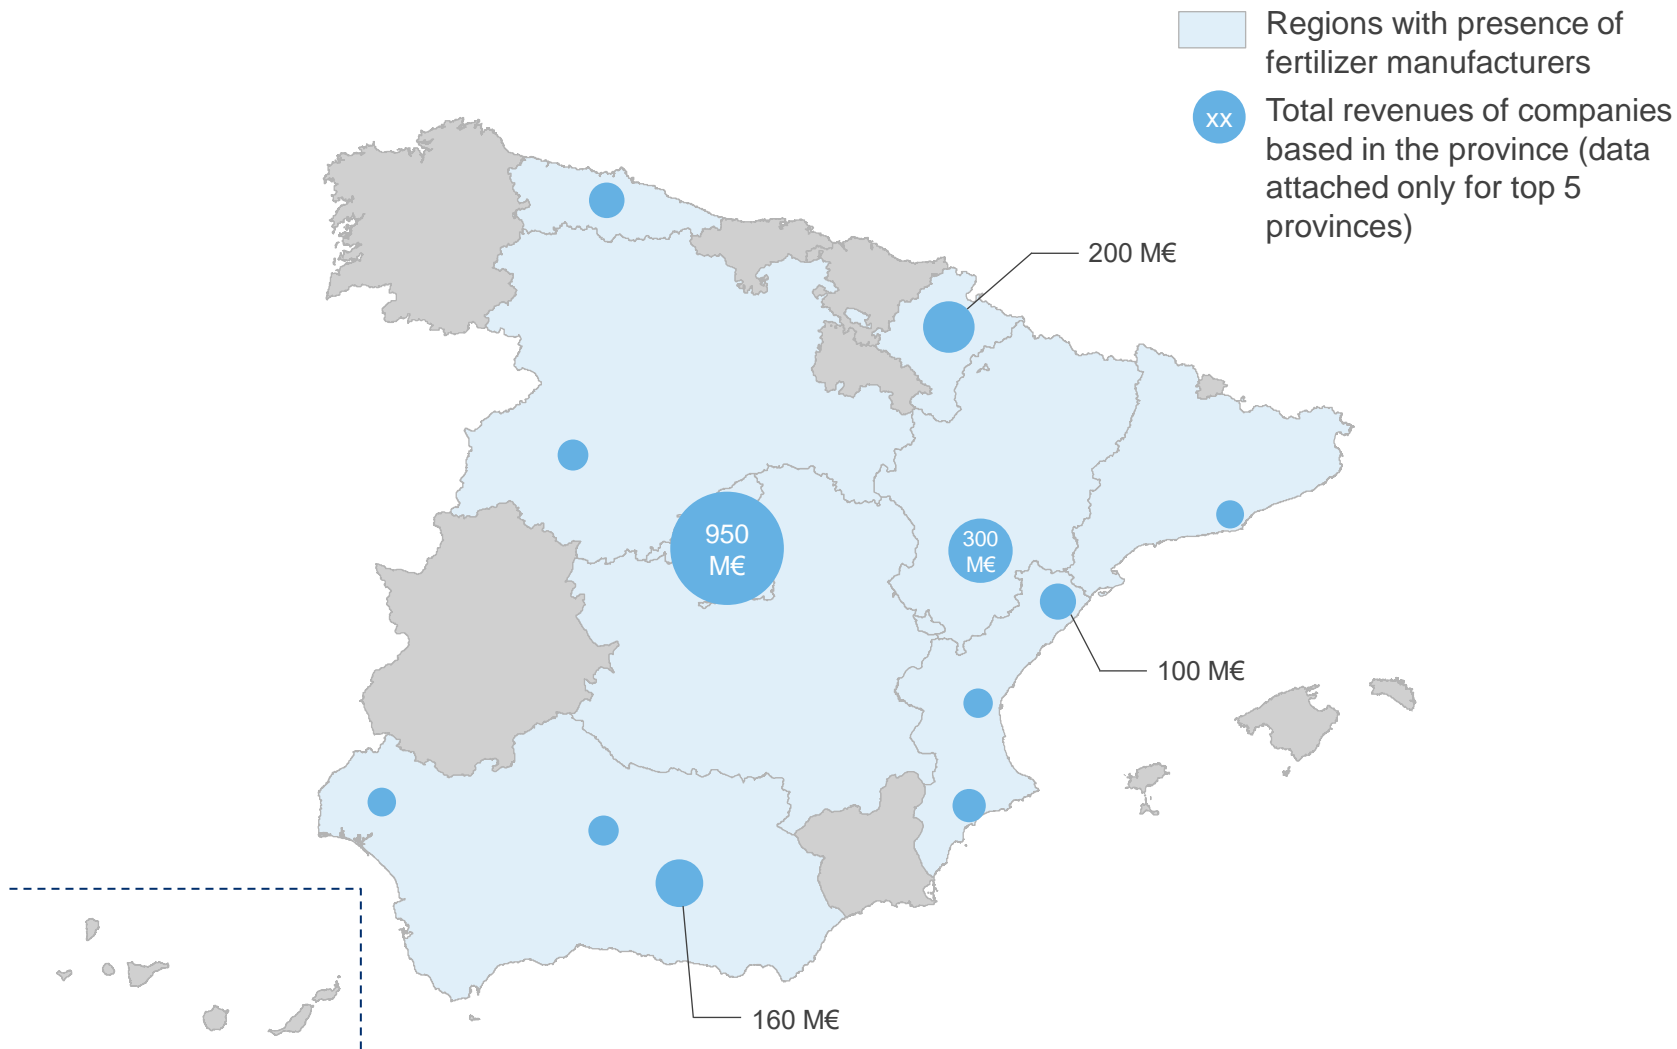 Regions with presence of
fertilizer manufacturers
xx
Total revenues of companies
based in the province (data
attached only for top 5
provinces)
200 M€
950
M€
300
M€
100 M€
160 M€